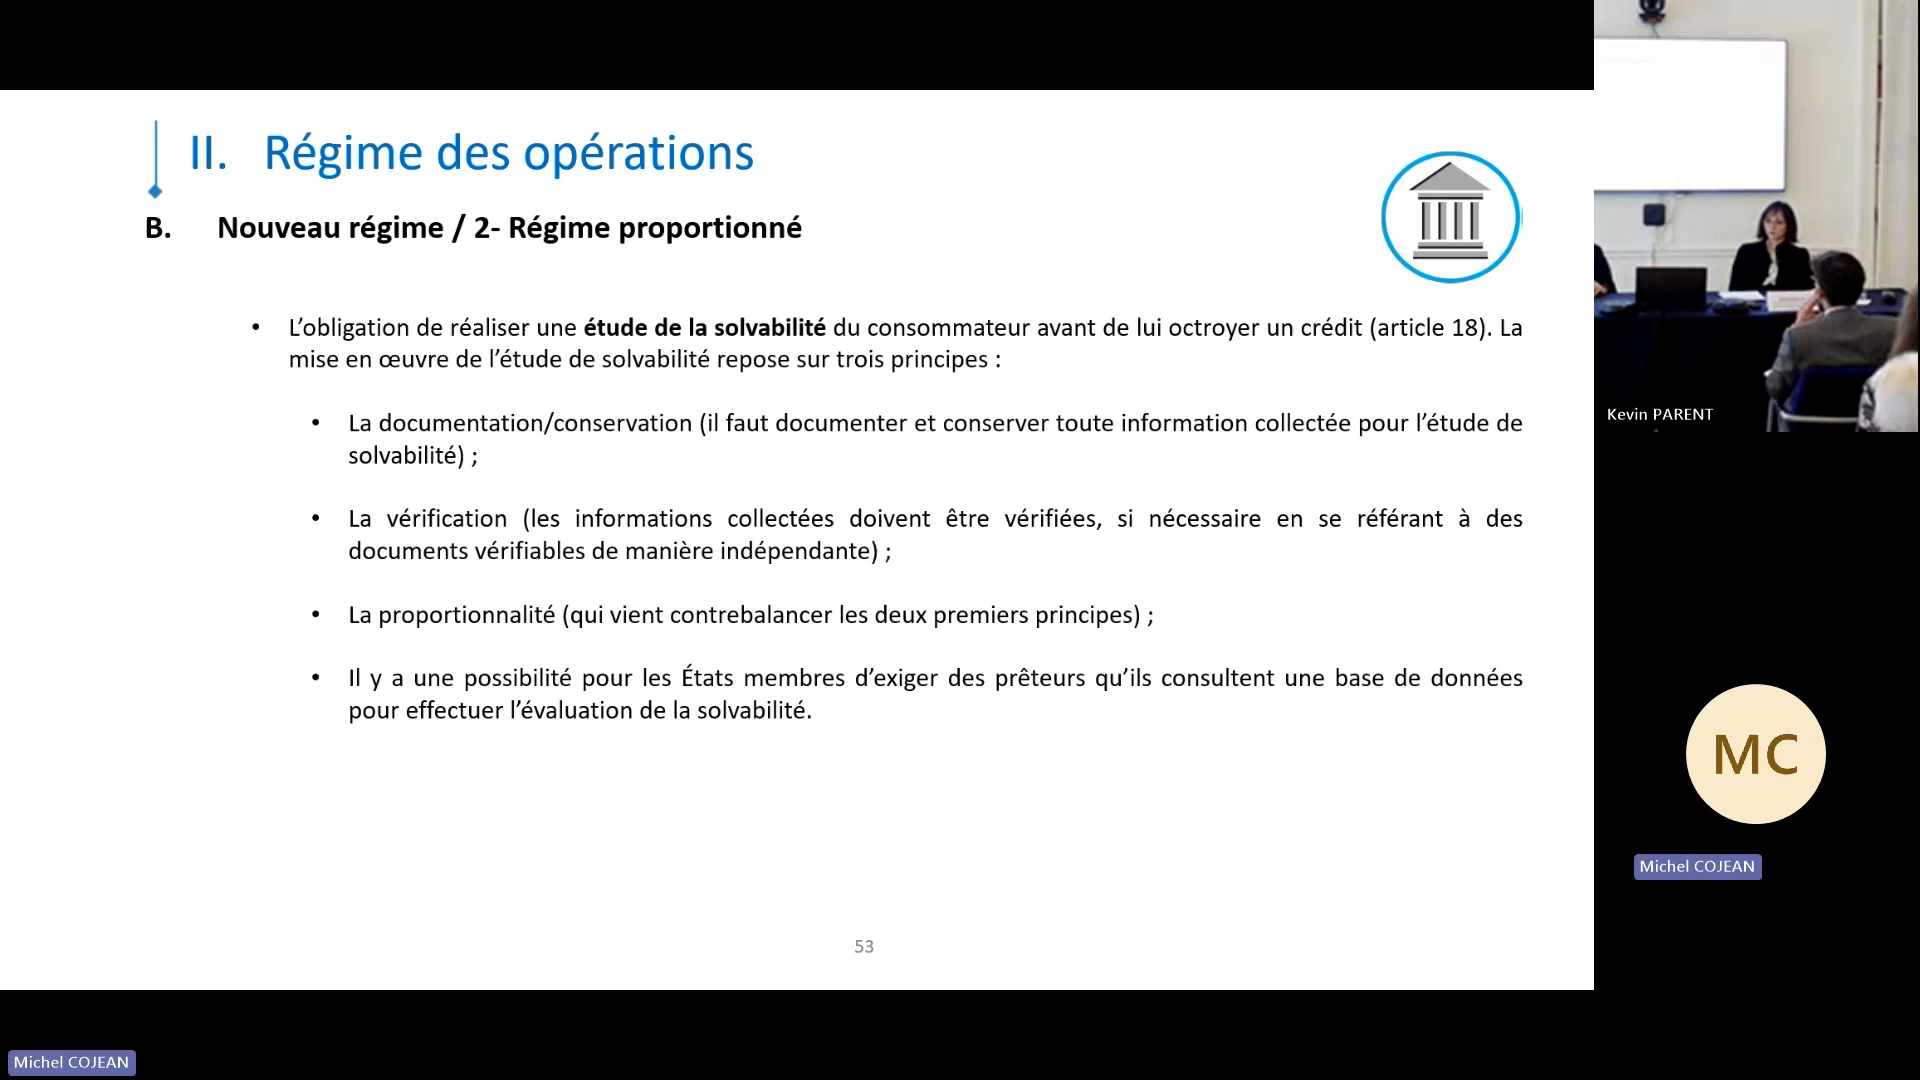 II. Régime des opérations
B. Nouveau régime / 2- Régime proportionné
• L’obligation de réaliser une étude de la solvabilité du consommateur avant de lui octroyer un crédit (article 18). La
mise en œuvre de l’étude de solvabilité repose sur trois principes :
• La documentation/conservation (il faut documenter et conserver toute information collectée pour l’étude de
solvabilité) ;
• La vérification (les informations collectées doivent être vérifiées, si nécessaire en se référant à des
documents vérifiables de manière indépendante) ;
• La proportionnalité (qui vient contrebalancer les deux premiers principes) ;
• Il y a une possibilité pour les États membres d’exiger des prêteurs qu’ils consultent une base de données
pour effectuer l’évaluation de la solvabilité.
53
Kevin PARENT
MC
Michel COJEAN
Michel COJEAN